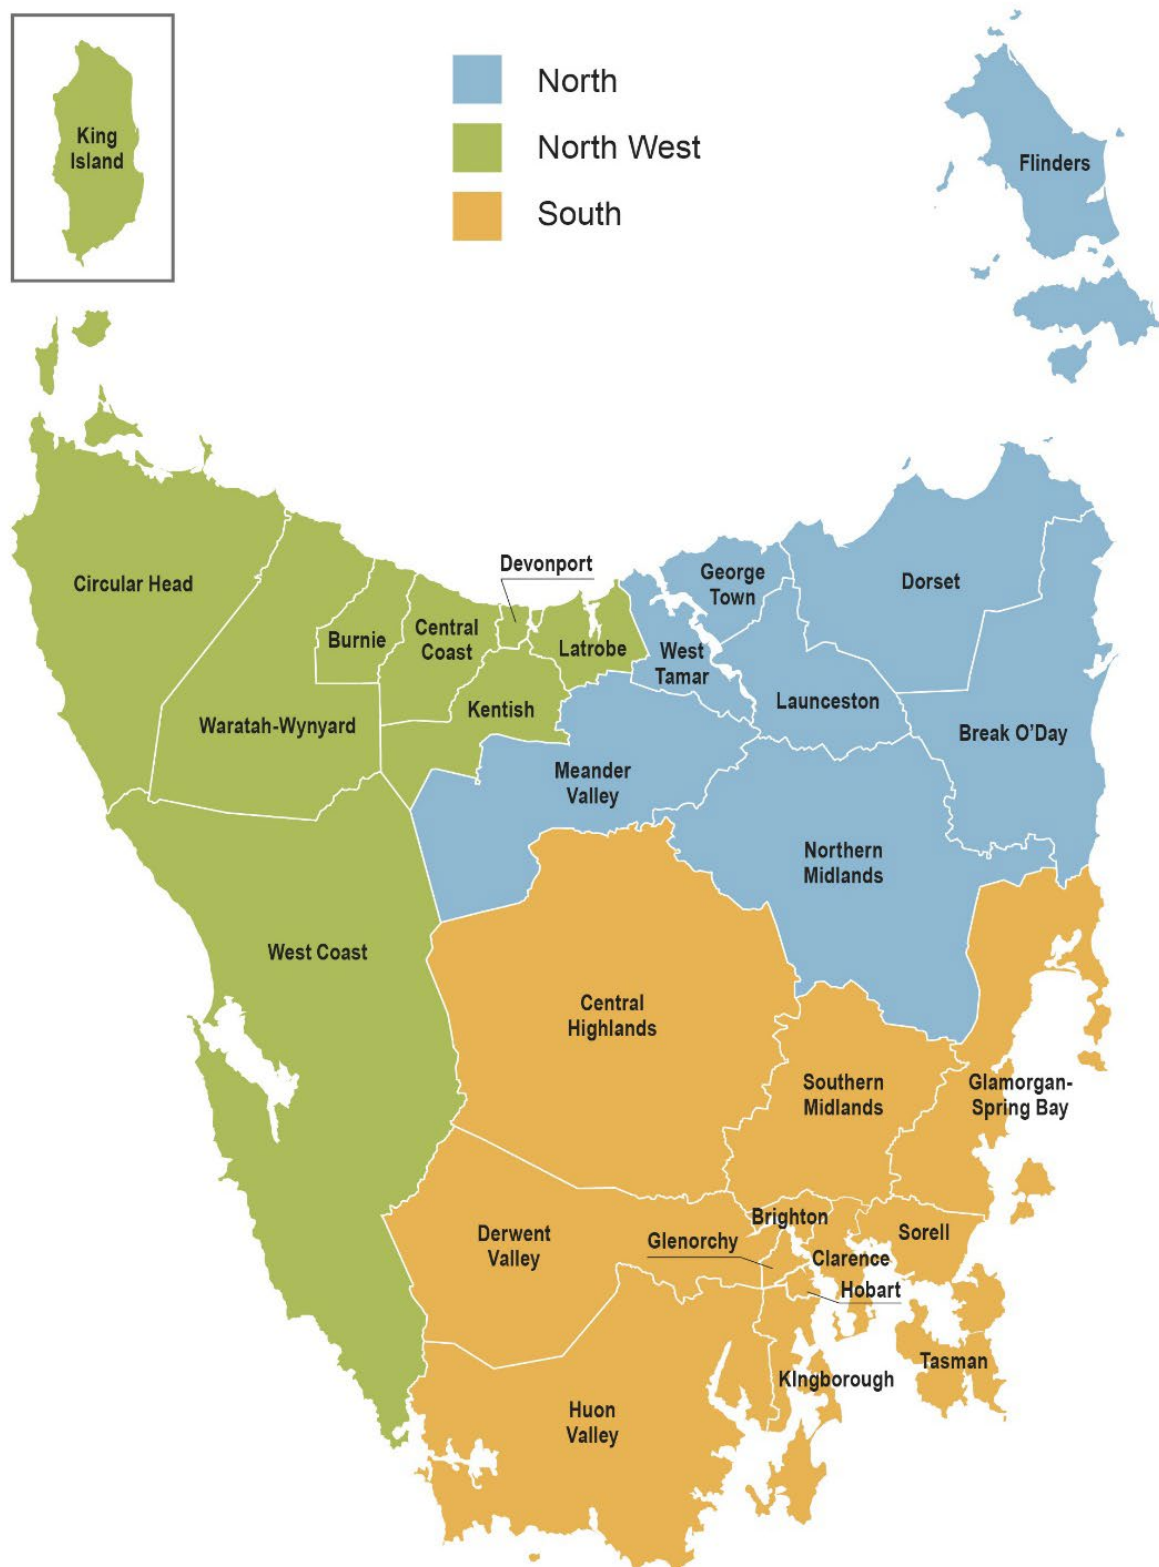 King
Island
North
North West
South
Flinders
Circular Head
Devonport
George
Town
Dorset
Burnie
Central
Coast
Latrobe
West
Tamar
Waratah-Wynyard
Kentish
Launceston
Break O'Day
Meander
Valley
Northern
Midlands
West Coast
Central
Highlands
Southern
Midlands
Glamorgan-
Spring Bay
Derwent
Valley
Glenorchy
Brighton
Clarence
Sorell
Hobart
Tasman
KIngborough
Huon
Valley